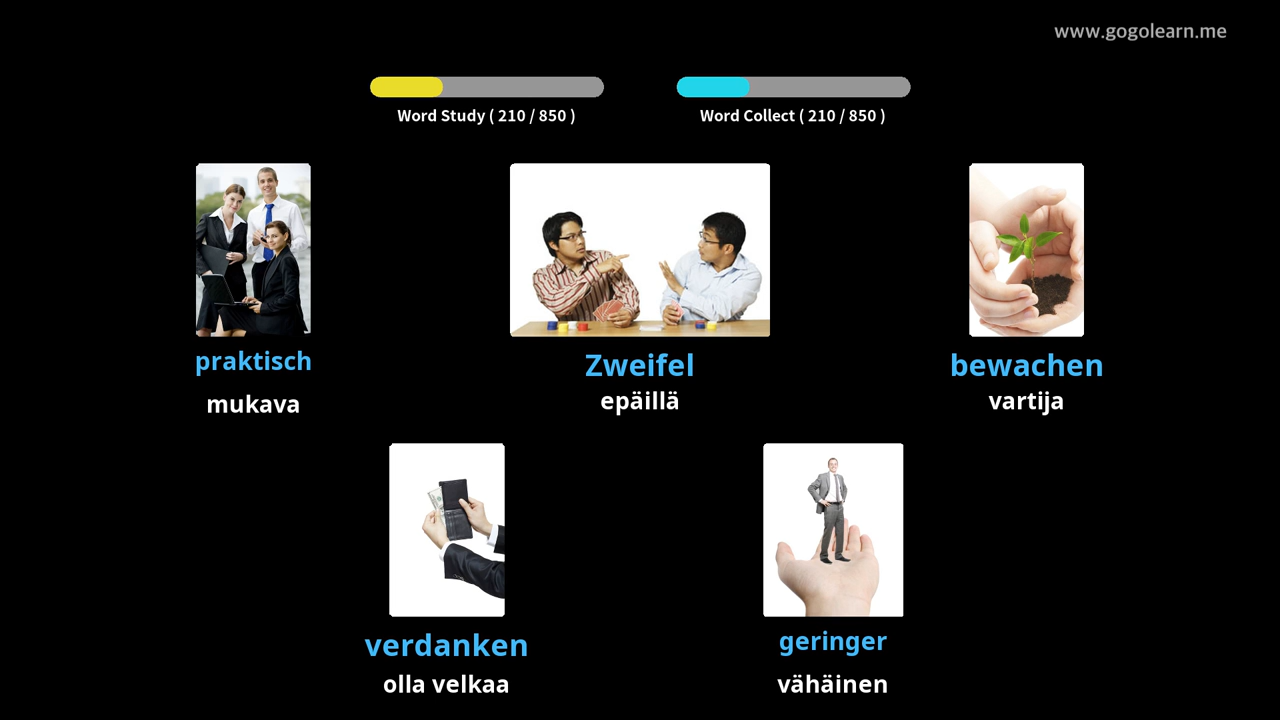 www.gogolearn.me
Word Study ( 210 / 850 )
Word Collect ( 210 / 850 )
praktisch
mukava
Zweifel
epäillä
bewachen
vartija
verdanken
olla velkaa
geringer
vähäinen